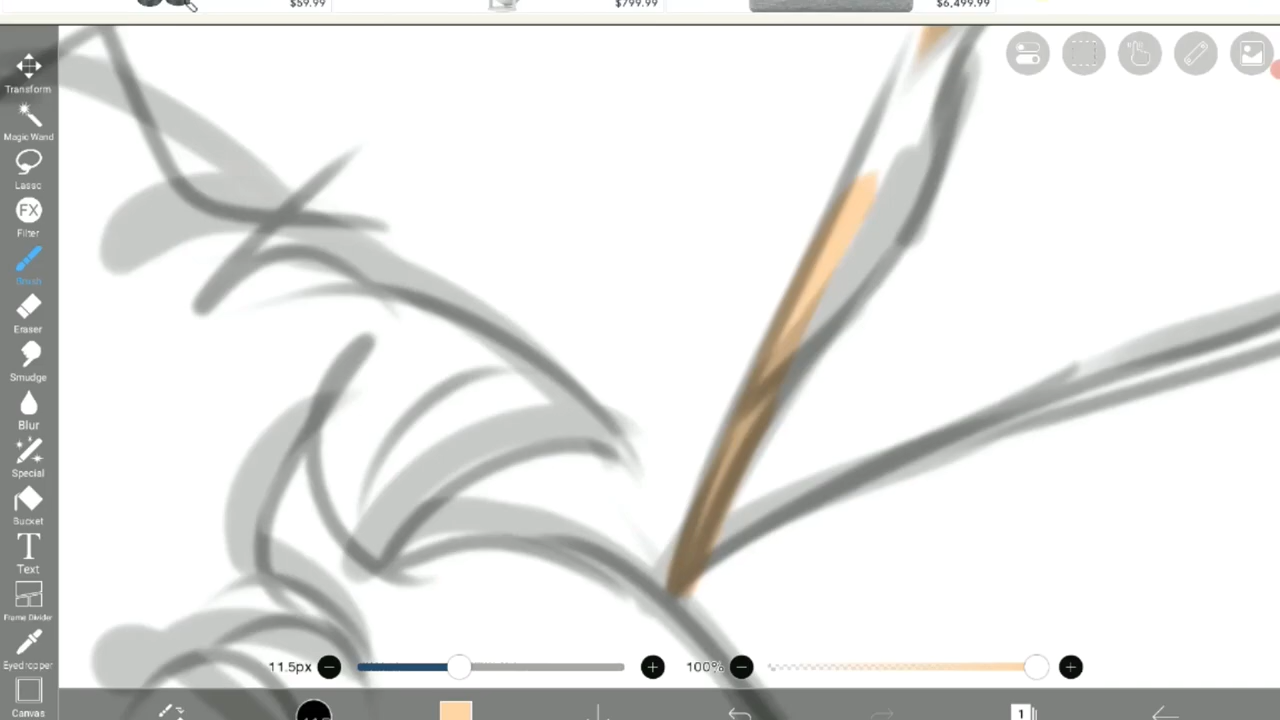 $59.99
$799.99
$6,499.99
Transform
Magic Wand
Lasso
FX
Filter
Brush
Eraser
Smudge
Blur
Special
Bucket
T
Text
Frame Divider
Eyedropper
Canvas
11.5px
100%
1